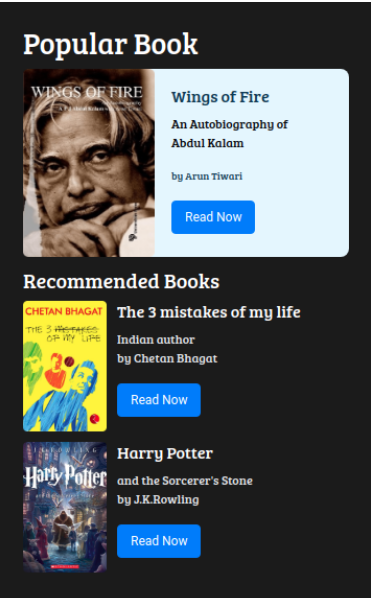 Popular Book
WINGS OF FIRE
Wings of Fire
An Autobiography of
Abdul Kalam
by Arun Tiwari
Read Now
Recommended Books
CHETAN BHAGAT
THE 3 MISTAKES
OF MY LIFE
The 3 mistakes of my life
Indian author
by Chetan Bhagat
Read Now
Harry Potter
Harry Potter
and the Sorcerer's Stone
by J.K.Rowling
Read Now